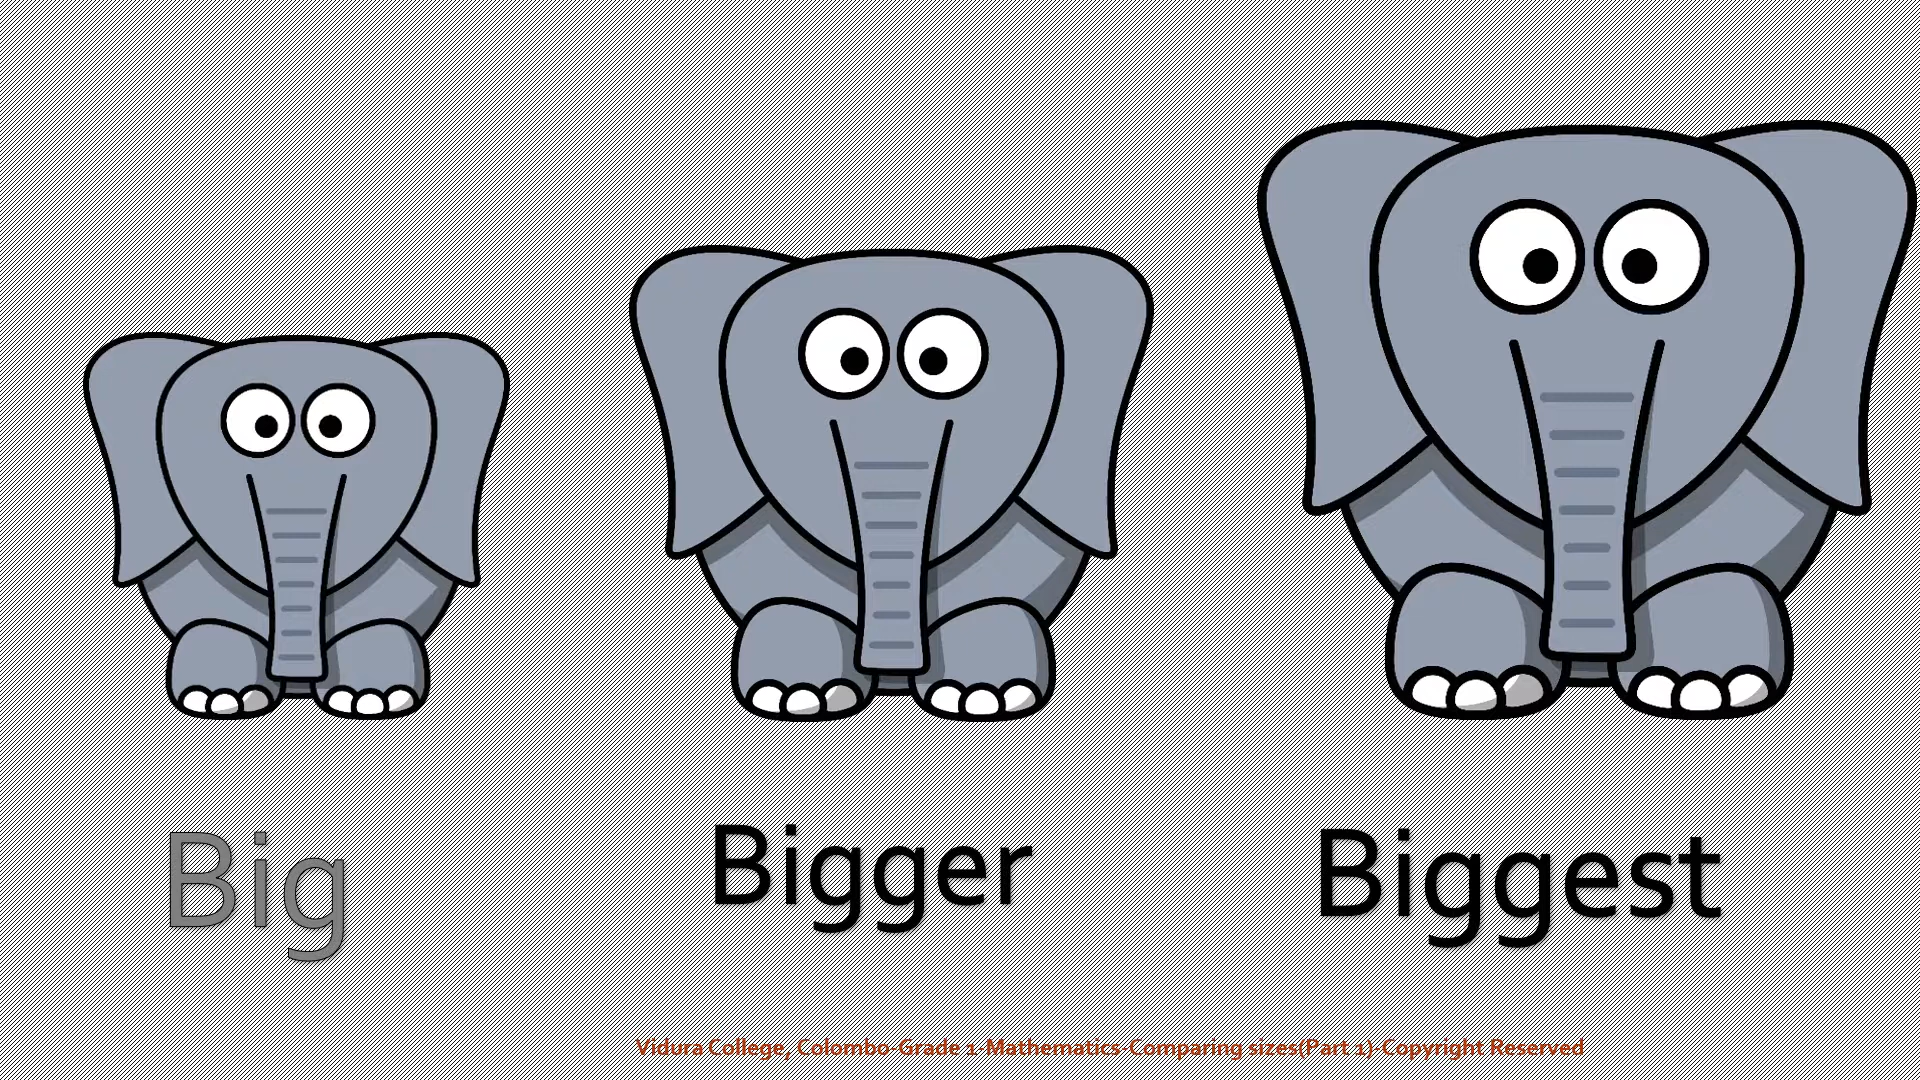 Big
Bigger
Biggest
Vidura College, Colombo-Grade 1-Mathematics-Comparing sizes(Part 1)-Copyright Reserved